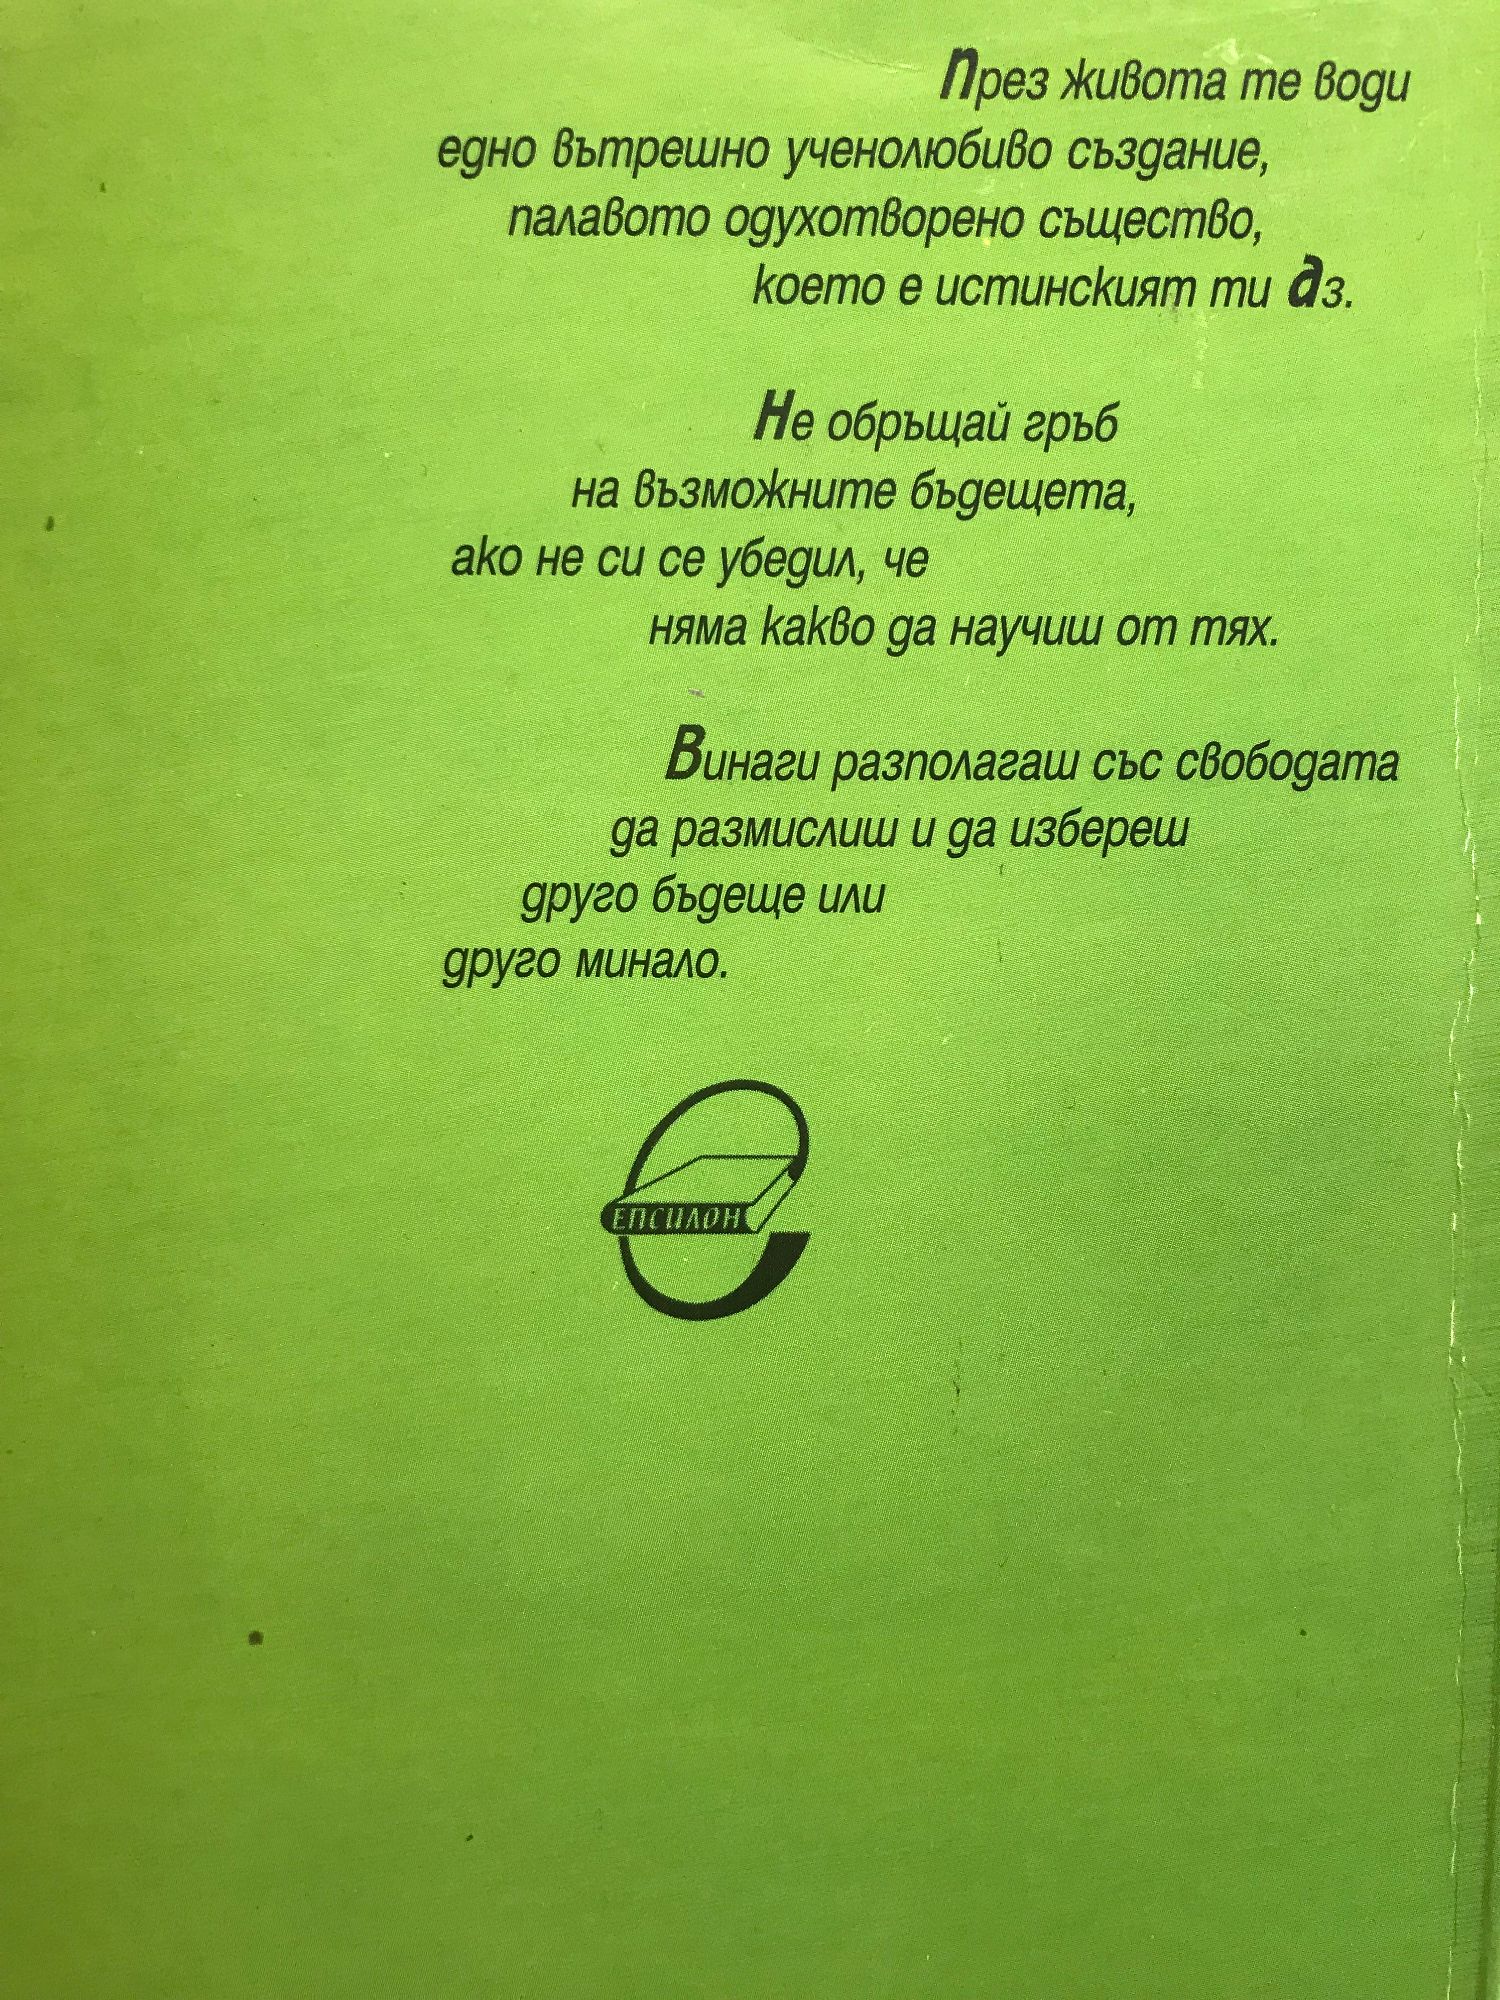 През живота те води
едно вътрешно ученолюбиво създание,
палавото одухотворено същество,
което е истинският ти Аз.
Не обръщай гръб
на възможните бъдещета,
ако не си се убедил, че
няма какво да научиш от тях.
Винаги разполагаш със свободата
да размислиш и да избереш
друго бъдеще или
друго минало.
ЕПСИЛОН